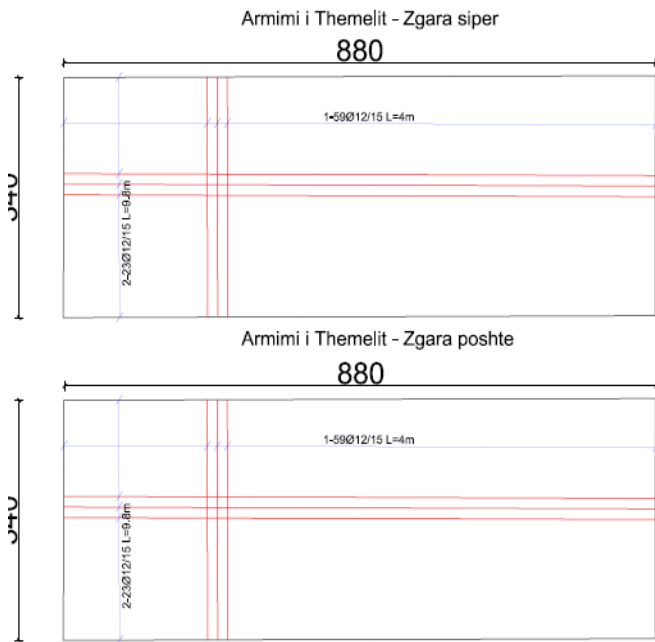 Armimi i Themelit - Zgara siper
880
1-59Ø12/15 L=4m
2-23Ø12/15 L=9.8m
Armimi i Themelit - Zgara poshte
880
1-59Ø12/15 L=4m
2-23Ø12/15 L=9.8m